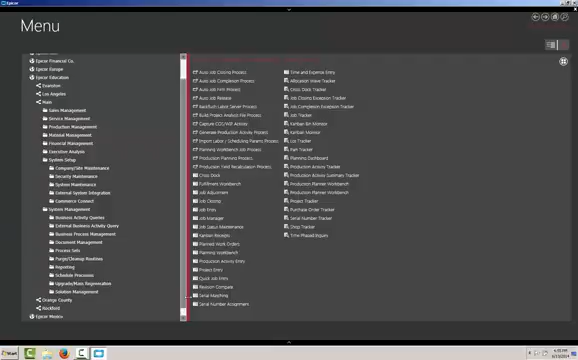 Epicor
Menu
Epicor Financial Co.
Epicor Europe
Epicor Education
Evanston
Los Angeles
Main
Sales Management
Service Management
Production Management
Material Management
Financial Management
Executive Analysis
System Setup
Company/Site Maintenance
Security Maintenance
System Maintenance
External System Integration
Commerce Connect
System Management
Business Activity Queries
External Business Activity Query
Business Process Management
Document Management
Process Sets
Purge/Cleanup Routines
Reporting
Schedule Processes
Upgrade/Mass Regeneration
Solution Management
Orange County
Rockford
Epicor Mexico
Auto Job Closing Process
Auto Job Completion Process
Auto Job Firm Process
Auto Job Release
Backflush Labor Server Process
Build Project Analysis File Process
Capture COS/WIP Activity
Generate Production Activity Process
Import Labor / Scheduling Params Process
Planning Workbench Job Process
Production Planning Process
Production Yield Recalculation Process
Cross Dock
Fulfillment Workbench
Job Adjustment
Job Closing
Job Entry
Job Manager
Job Status Maintenance
Kanban Receipts
Planned Work Orders
Planning Workbench
Production Activity Entry
Project Entry
Quick Job Entry
Reason Compare
Serial Matching
Serial Number Assignment
Time and Expense Entry
Allocation Wave Tracker
Cross Dock Tracker
Job Closing Exception Tracker
Job Completion Exception Tracker
Job Tracker
Kanban Bin Monitor
Kanban Monitor
Lot Tracker
Part Tracker
Planning Dashboard
Production Activity Tracker
Production Activity Summary Tracker
Production Planner Workbench
Production Planner Workbench
Project Tracker
Purchase Order Tracker
Serial Number Tracker
Shop Tracker
Time Phased Inquiry
Start
4:50 PM